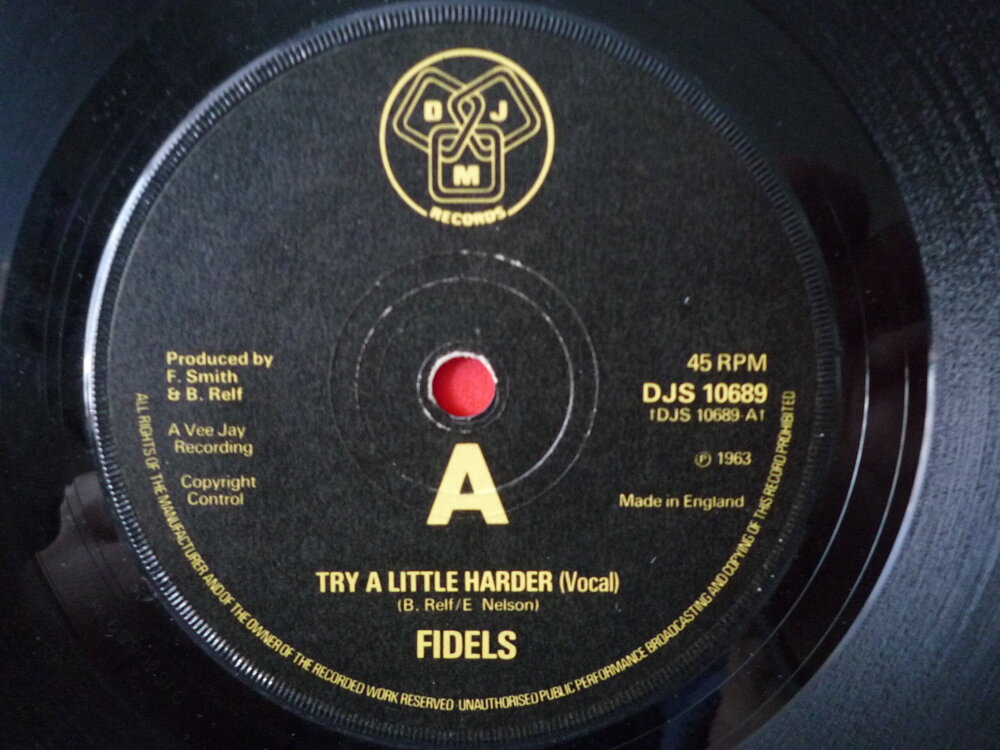 D J
M
RECORDS
Produced by
F. Smith
& B. Relf
A Vee Jay
Recording
Copyright
Control
45 RPM
DJS 10689
†DJS 10689-A†
℗ 1963
Made in England
A
TRY A LITTLE HARDER (Vocal)
(B. Relf/E Nelson)
FIDELS
ALL RIGHTS OF THE MANUFACTURER AND OF THE OWNER OF THE RECORDED WORK RESERVED UNAUTHORISED PUBLIC PERFORMANCE BROADCASTING AND COPYING OF THIS RECORD PROHIBITED